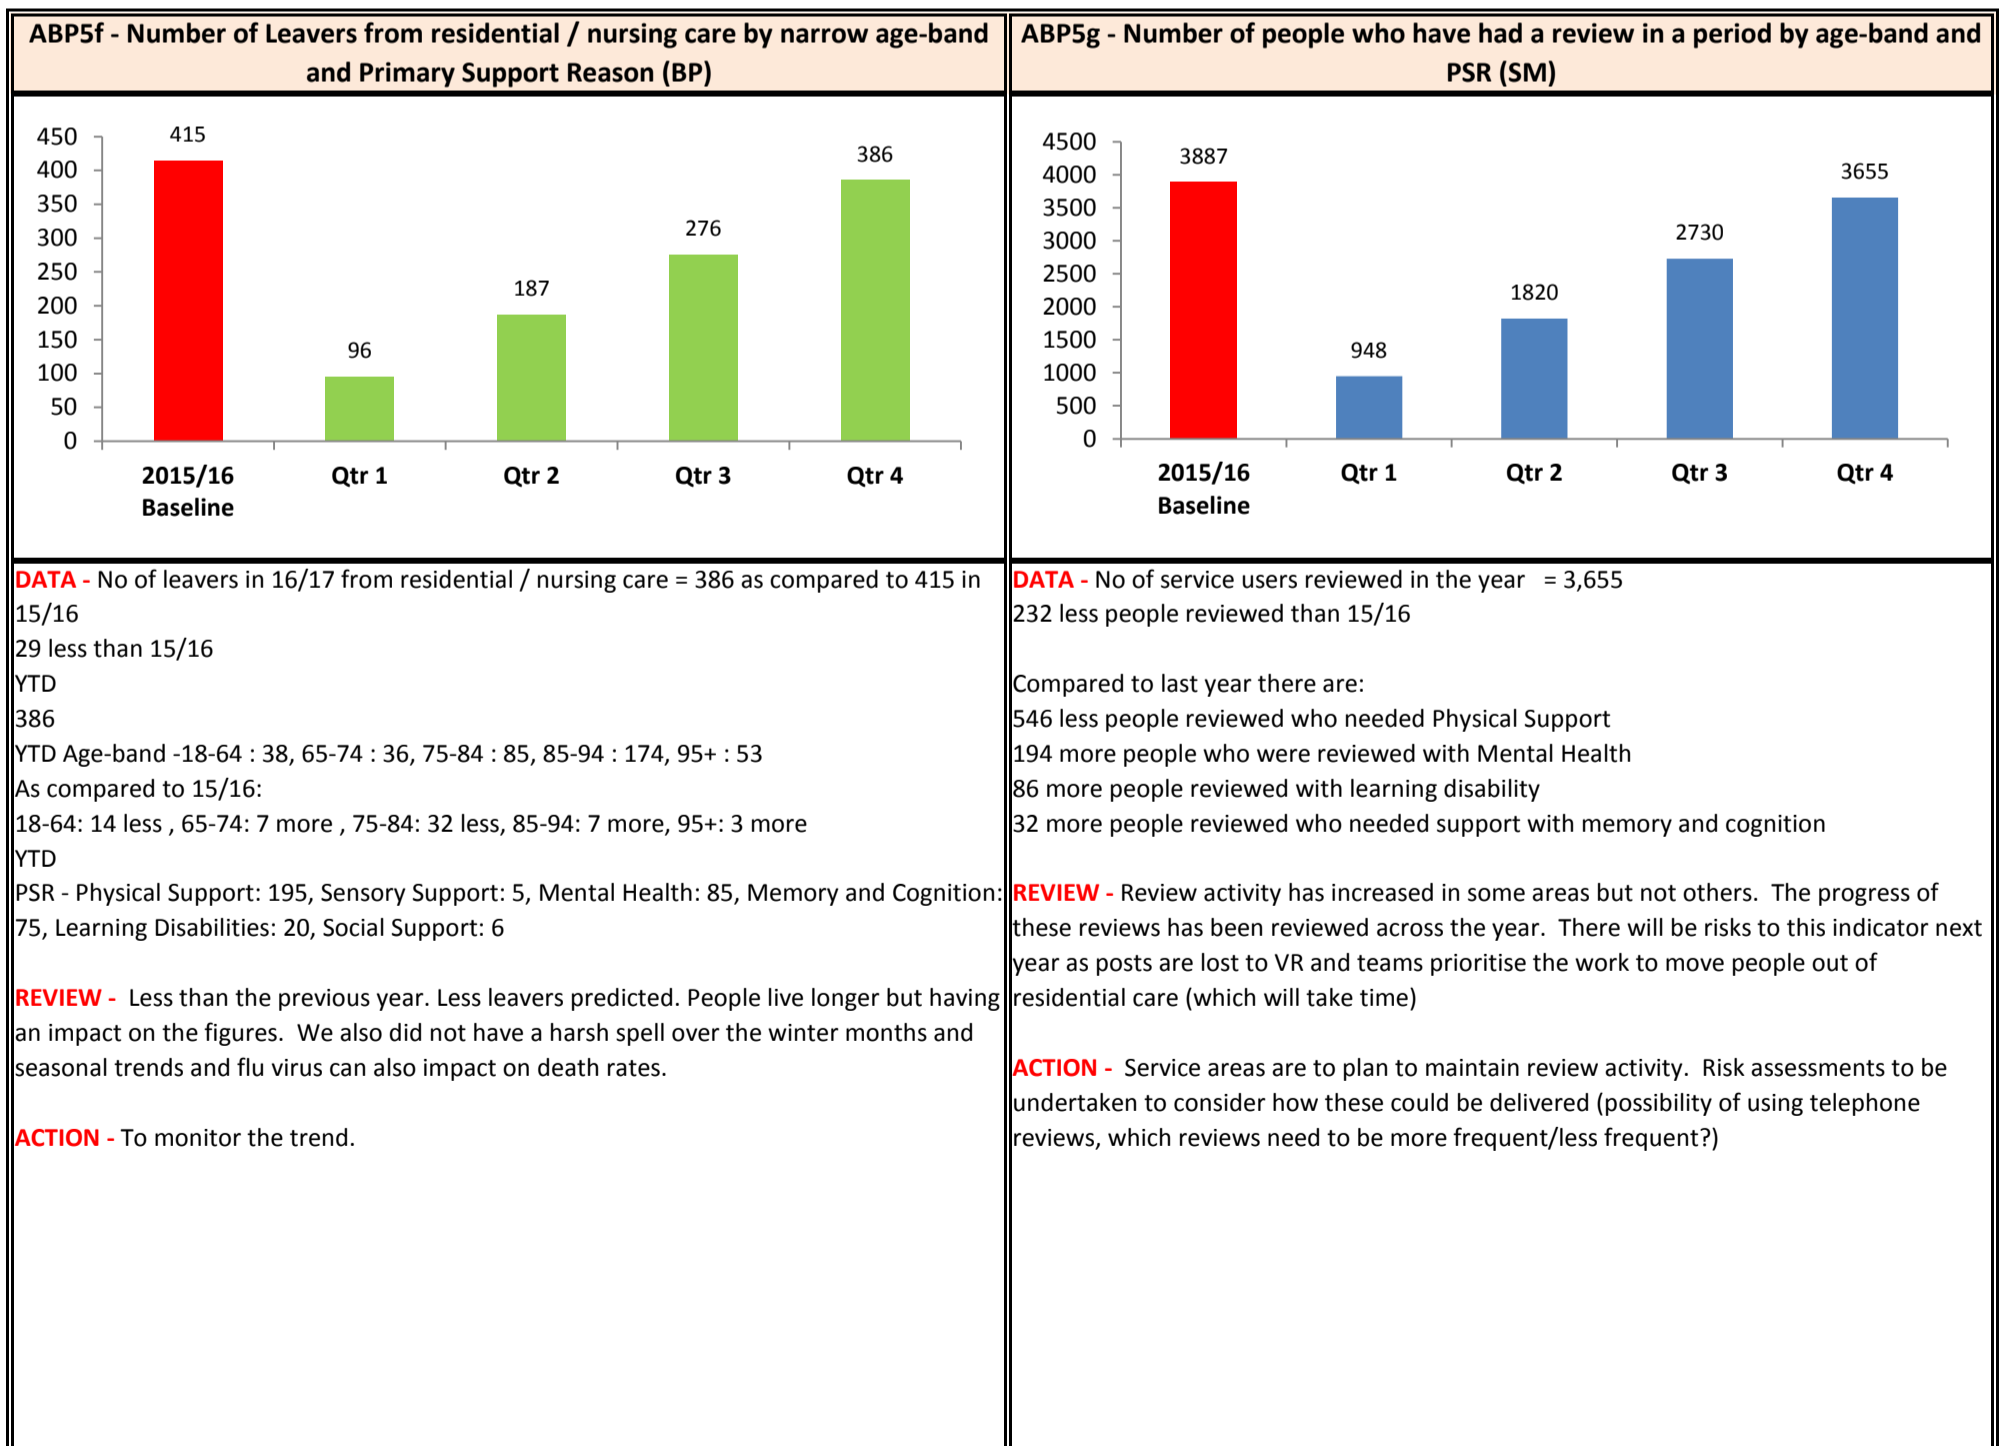 ABP5f - Number of Leavers from residential / nursing care by narrow age-band
and Primary Support Reason (BP)
450
400
350
300
250
200
150
100
50
0
415
96
187
276
386
2015/16
Baseline
Qtr 1
Qtr 2
Qtr 3
Qtr 4
DATA - No of leavers in 16/17 from residential / nursing care = 386 as compared to 415 in
15/16
29 less than 15/16
YTD
386
YTD Age-band -18-64 : 38, 65-74 : 36, 75-84 : 85, 85-94 : 174, 95+ : 53
As compared to 15/16:
18-64: 14 less , 65-74: 7 more , 75-84: 32 less, 85-94: 7 more, 95+: 3 more
YTD
PSR - Physical Support: 195, Sensory Support: 5, Mental Health: 85, Memory and Cognition:
75, Learning Disabilities: 20, Social Support: 6
REVIEW - Less than the previous year. Less leavers predicted. People live longer but having
an impact on the figures. We also did not have a harsh spell over the winter months and
seasonal trends and flu virus can also impact on death rates.
ACTION - To monitor the trend.
ABP5g - Number of people who have had a review in a period by age-band and
PSR (SM)
4500
4000
3500
3000
2500
2000
1500
1000
500
0
3887
948
1820
2730
3655
2015/16
Baseline
Qtr 1
Qtr 2
Qtr 3
Qtr 4
DATA - No of service users reviewed in the year = 3,655
232 less people reviewed than 15/16
Compared to last year there are:
546 less people reviewed who needed Physical Support
194 more people who were reviewed with Mental Health
86 more people reviewed with learning disability
32 more people reviewed who needed support with memory and cognition
REVIEW - Review activity has increased in some areas but not others. The progress of
these reviews has been reviewed across the year. There will be risks to this indicator next
year as posts are lost to VR and teams prioritise the work to move people out of
residential care (which will take time)
ACTION - Service areas are to plan to maintain review activity. Risk assessments to be
undertaken to consider how these could be delivered (possibility of using telephone
reviews, which reviews need to be more frequent/less frequent?)